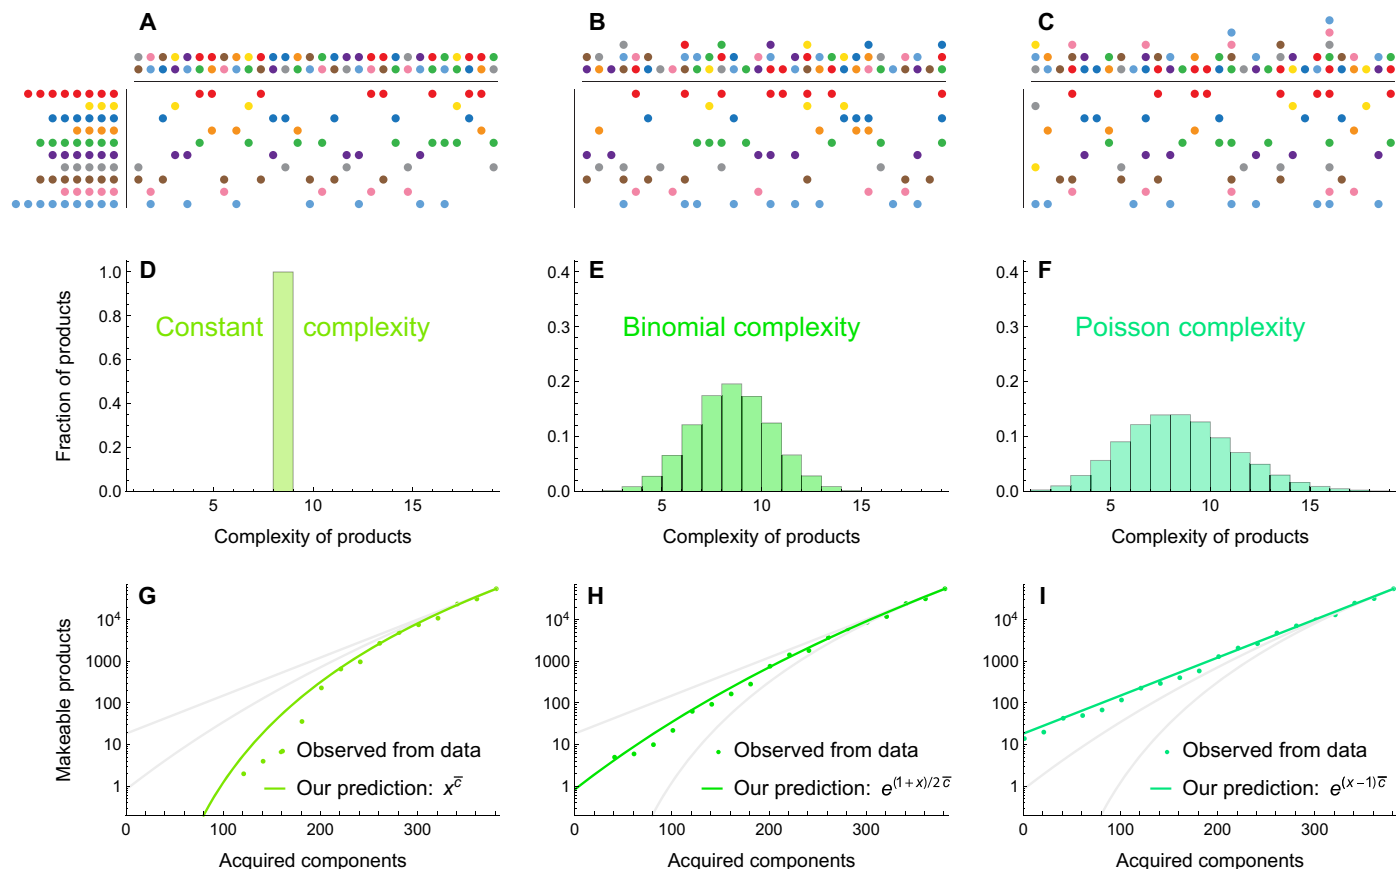 A
B
C
D
E
F
Constant complexity
Binomial complexity
Poisson complexity
Fraction of products
1.0
0.8
0.6
0.4
0.2
0.0
5
10
15
Complexity of products
0.4
0.3
0.2
0.1
0.0
5
10
15
Complexity of products
0.4
0.3
0.2
0.1
0.0
5
10
15
Complexity of products
G
H
I
Makeable products
10⁴
1000
100
10
1
Observed from data
Our prediction: x^c̅
0
100
200
300
Acquired components
10⁴
1000
100
10
1
Observed from data
Our prediction: e^(1+x)/2 c̅
0
100
200
300
Acquired components
10⁴
1000
100
10
1
Observed from data
Our prediction: e^(x−1)c̅
0
100
200
300
Acquired components